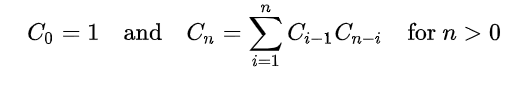 C_0 = 1 and C_n = \sum_{i=1}^{n} C_{i-1} C_{n-i} for n > 0